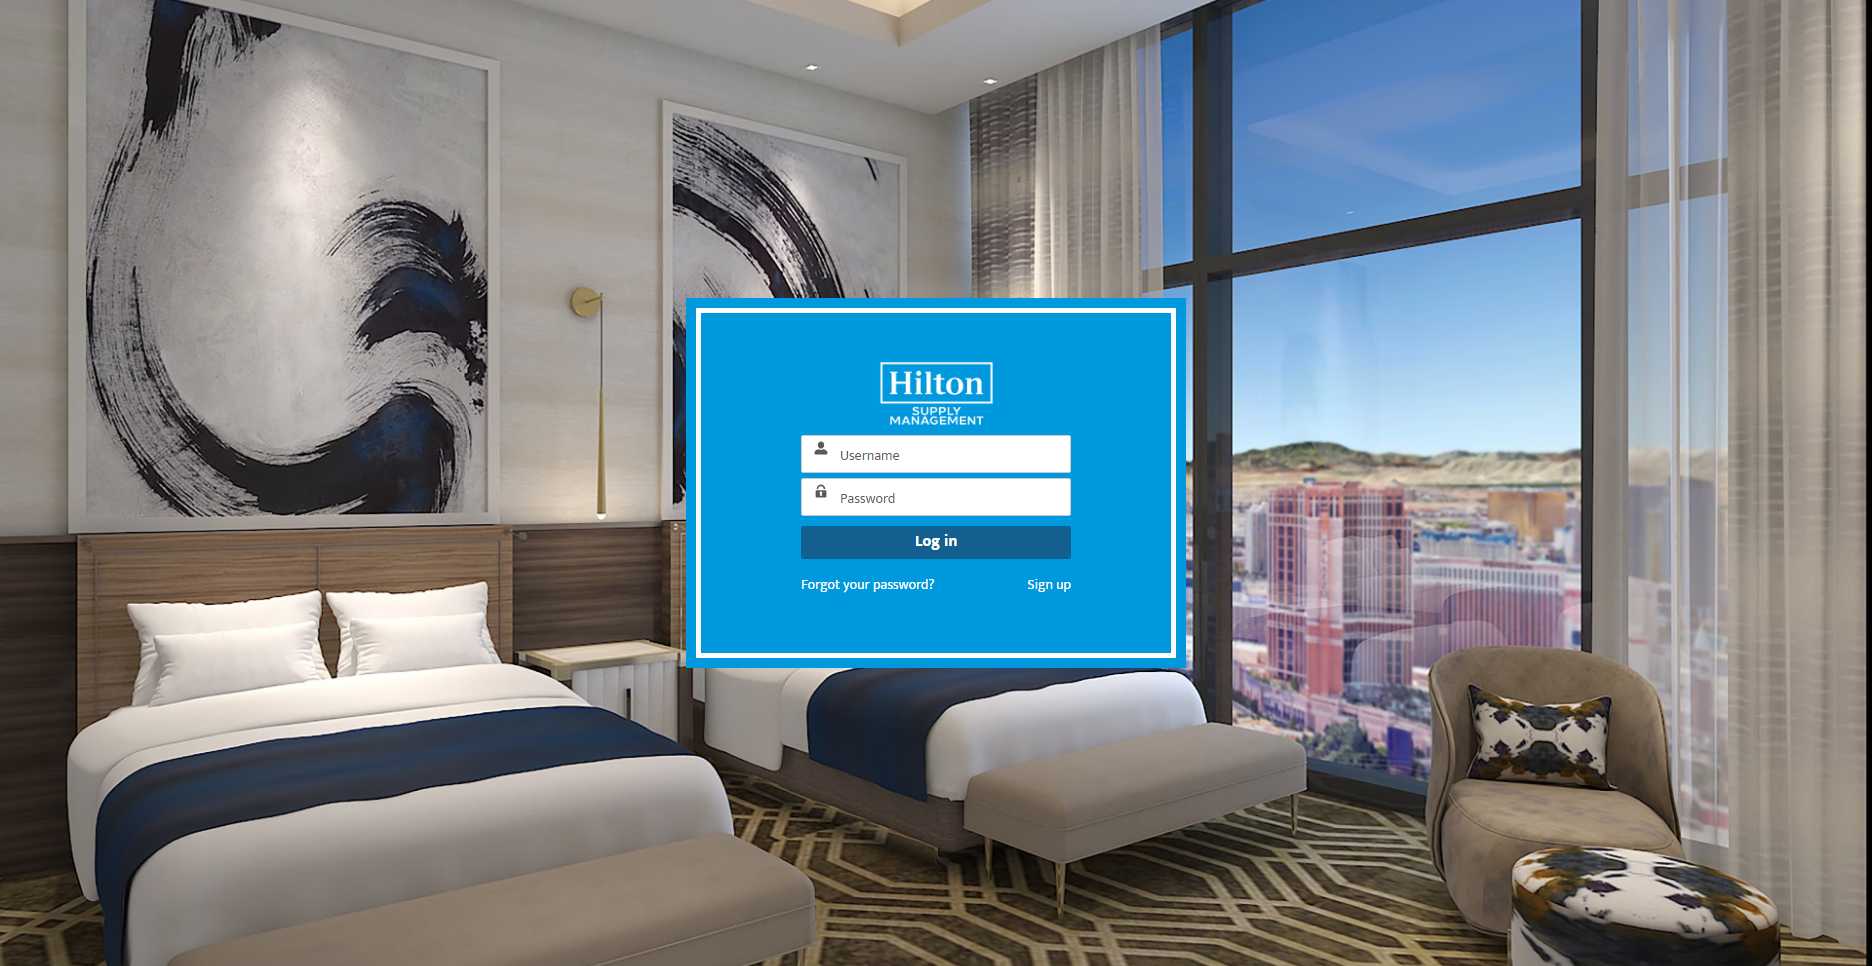 Hilton
SUPPLY
MANAGEMENT
Username
Password
Log in
Forgot your password? Sign up